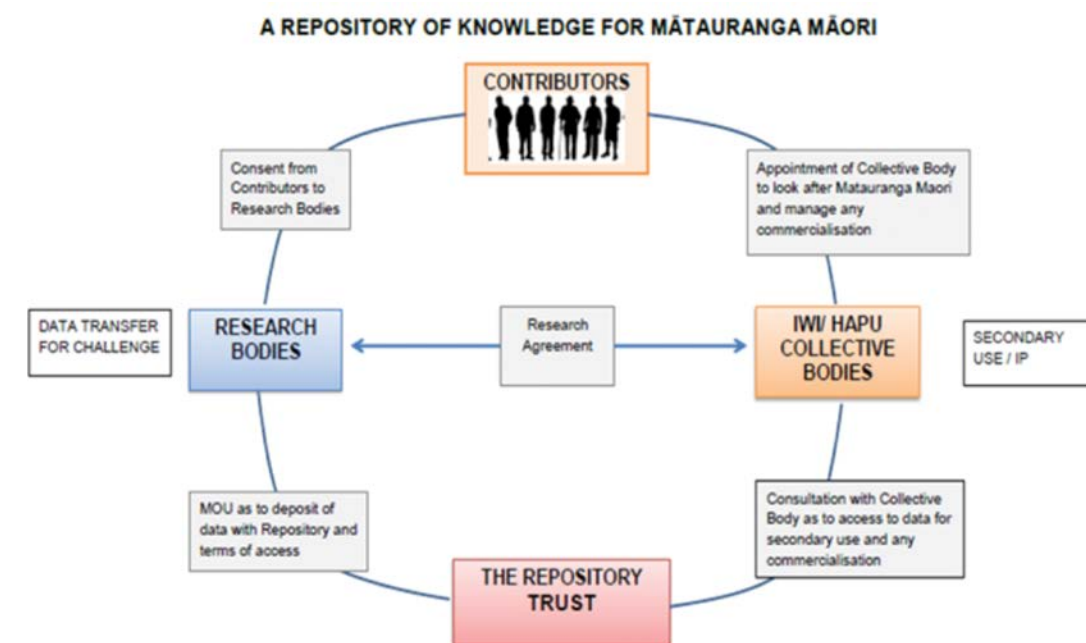 A REPOSITORY OF KNOWLEDGE FOR MĀTAURANGA MĀORI
CONTRIBUTORS
Consent from
Contributors to
Research Bodies
Appointment of Collective Body
to look after Matauranga Maori
and manage any
commercialisation
DATA TRANSFER
FOR CHALLENGE
RESEARCH
BODIES
Research
Agreement
IWI/ HAPU
COLLECTIVE
BODIES
SECONDARY
USE / IP
MOU as to deposit of
data with Repository and
terms of access
Consultation with Collective
Body as to access to data for
secondary use and any
commercialisation
THE REPOSITORY
TRUST